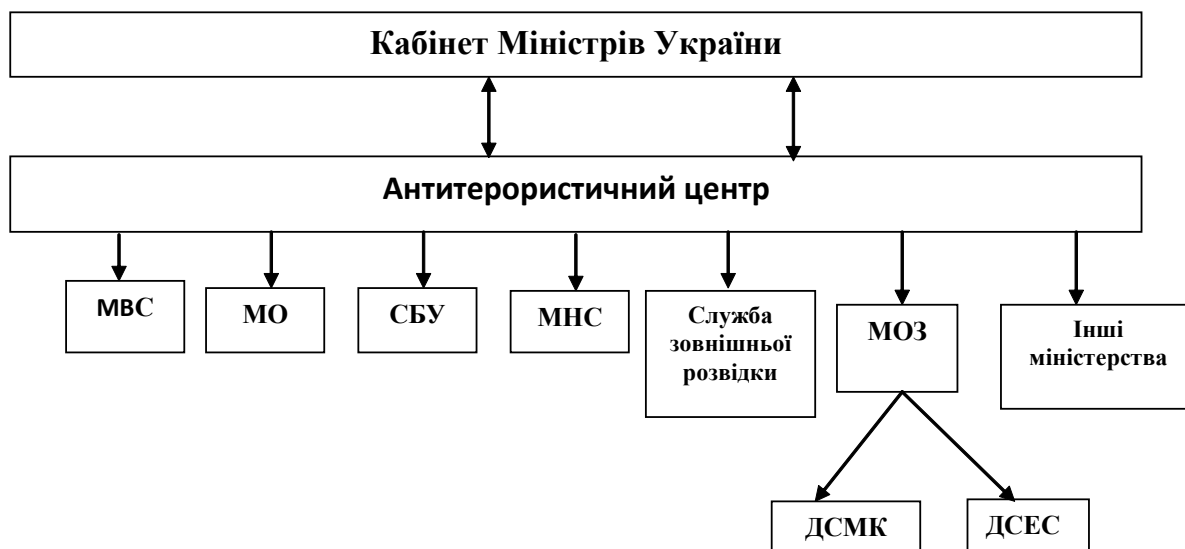 Кабінет Міністрів України
Антитерористичний центр
МВС
МО
СБУ
МНС
Служба
зовнішньої
розвідки
МОЗ
Інші
міністерства
ДСМК
ДСЕС